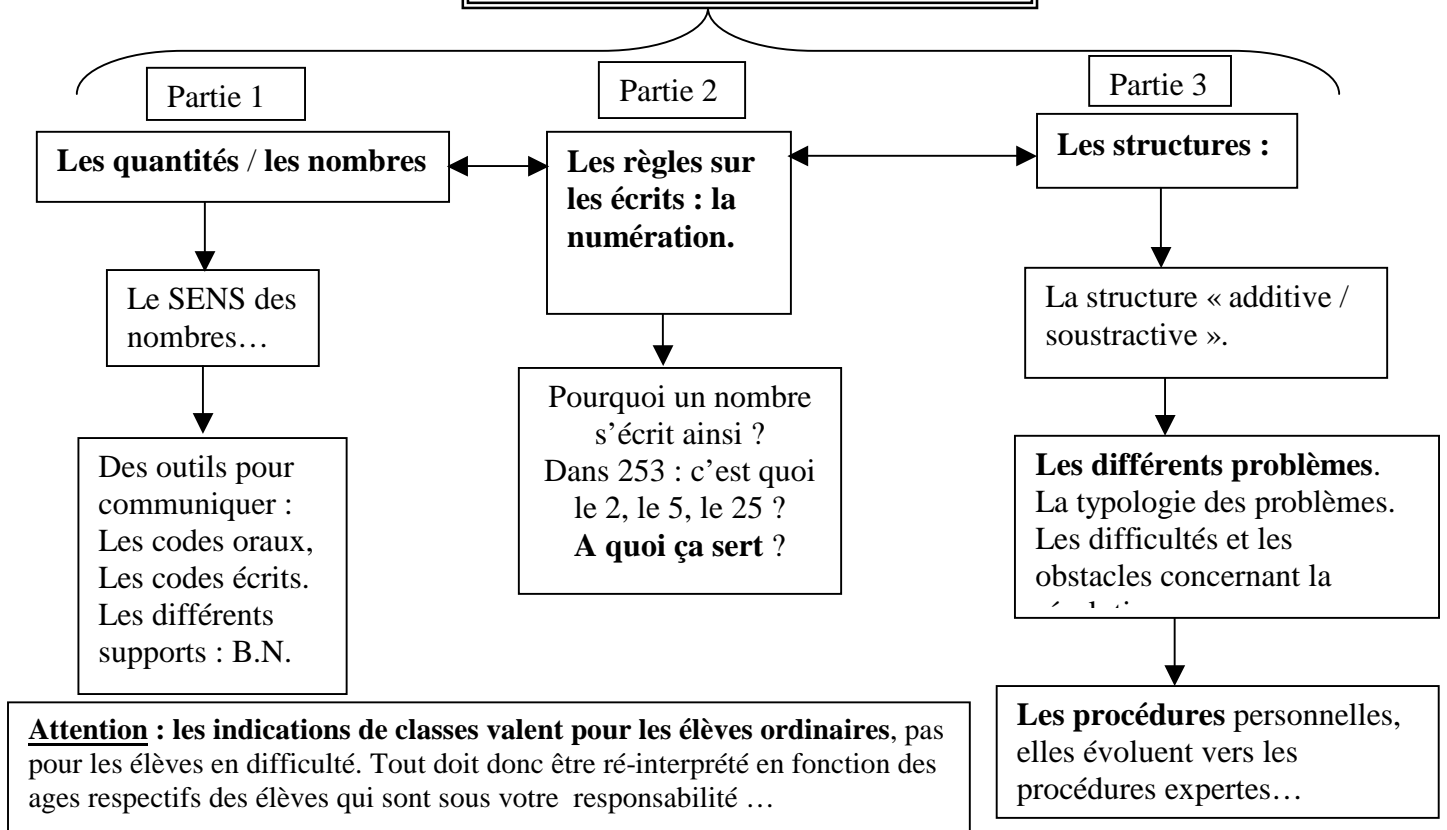 Partie 1
Les quantités / les nombres
Le SENS des
nombres…
Des outils pour
communiquer :
Les codes oraux,
Les codes écrits.
Les différents
supports : B.N.
Partie 2
Les règles sur
les écrits : la
numération.
Pourquoi un nombre
s’écrit ainsi ?
Dans 253 : c’est quoi
le 2, le 5, le 25 ?
A quoi ça sert ?
Partie 3
Les structures :
La structure « additive /
soustractive ».
Les différents problèmes.
La typologie des problèmes.
Les difficultés et les
obstacles concernant la
Les procédures personnelles,
elles évoluent vers les
procédures expertes…
Attention : les indications de classes valent pour les élèves ordinaires, pas
pour les élèves en difficulté. Tout doit donc être ré-interprété en fonction des
ages respectifs des élèves qui sont sous votre responsabilité …